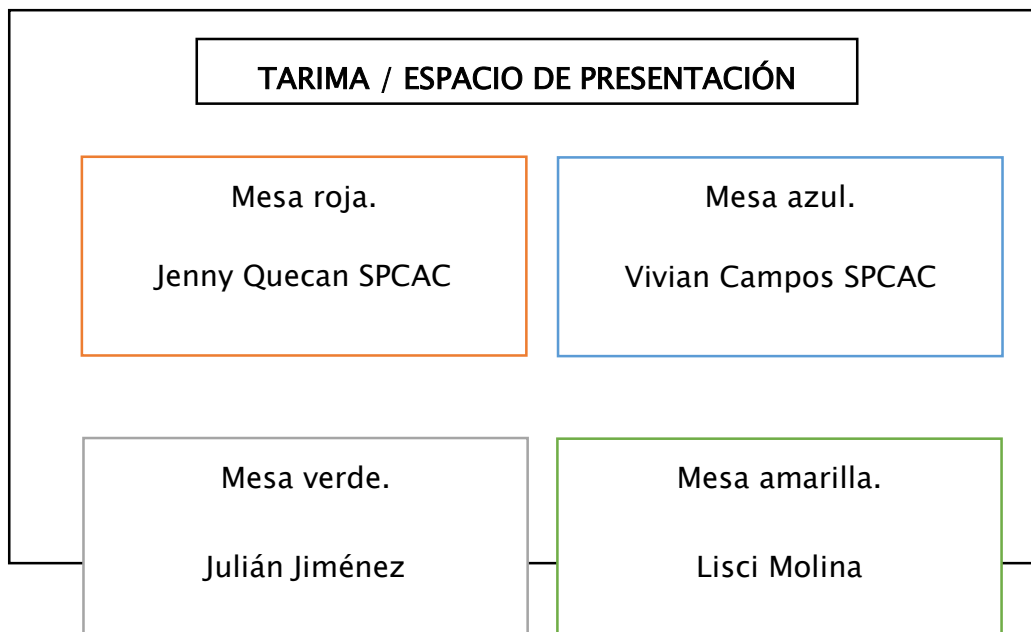 TARIMA / ESPACIO DE PRESENTACIÓN
Mesa roja.
Jenny Quecan SPCAC
Mesa azul.
Vivian Campos SPCAC
Mesa verde.
Julián Jiménez
Mesa amarilla.
Lisci Molina